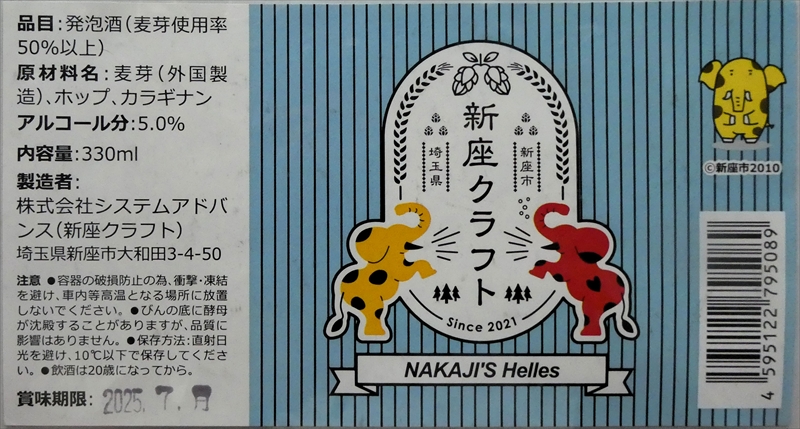 品目:発泡酒(麦芽使用率
50%以上)
原材料名:麦芽(外国製
造)、ホップ、カラギナン
アルコール分:5.0%
内容量:330ml
製造者:
株式会社システムアドバ
ンス(新座クラフト)
埼玉県新座市大和田3-4-50
注意 ●容器の破損防止の為、衝撃・凍結
を避け、車内等高温となる場所に放置
しないでください。●びんの底に酵母
が沈殿することがありますが、品質に
影響はありません。●保存方法:直射日
光を避け、10℃以下で保存してくださ
い。●飲酒は20歳になってから。
賞味期限: 2025.7.月
新座クラフト
埼玉県
新座市
Since 2021
NAKAJI'S Helles
©新座市2010
4 595122 795089